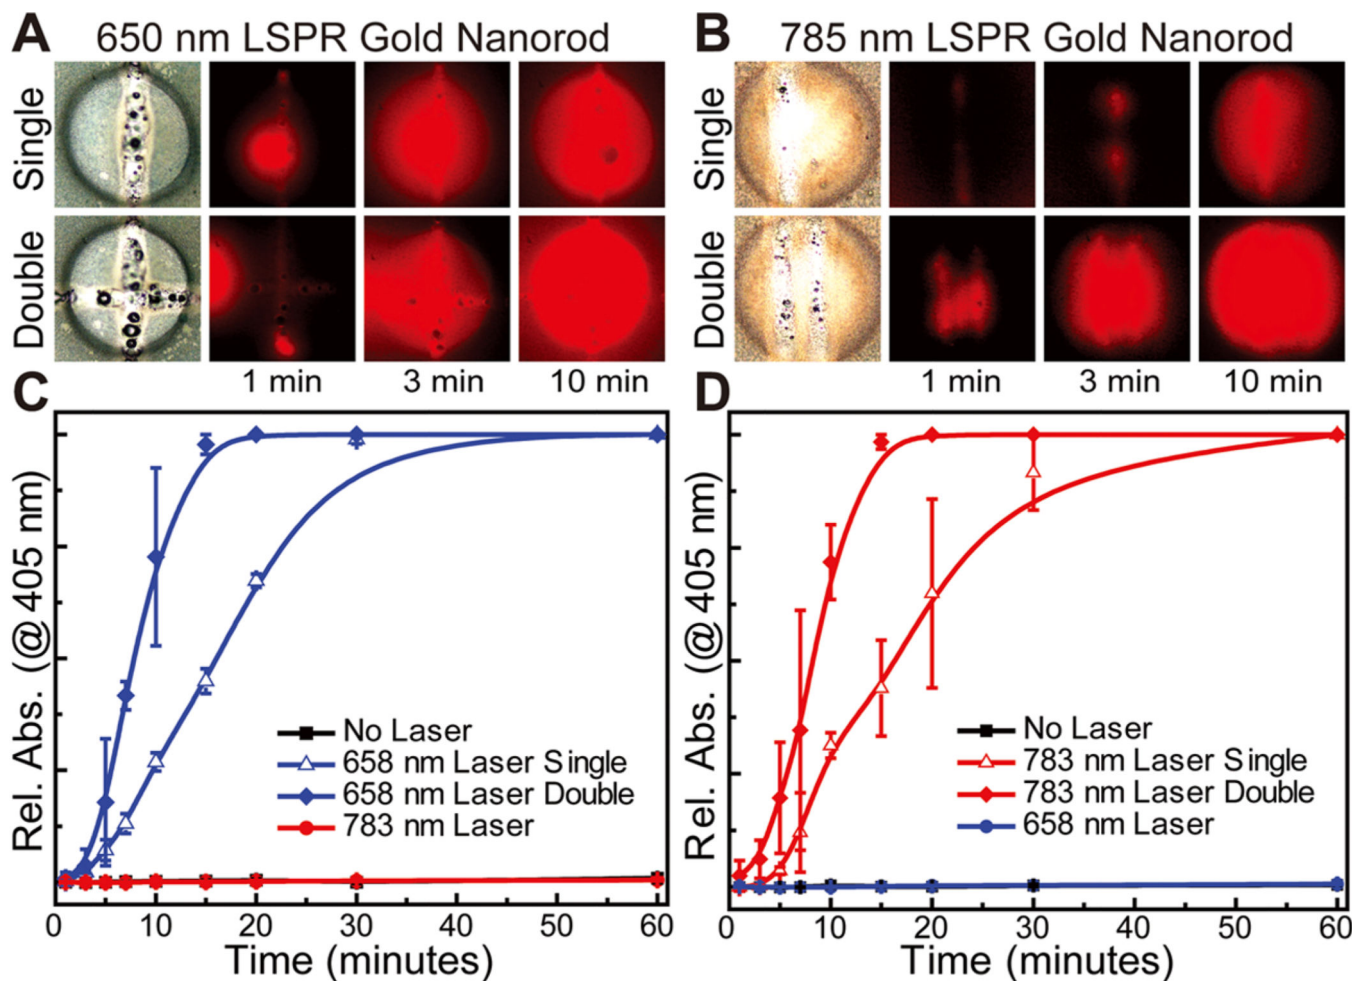 A 650 nm LSPR Gold Nanorod
B 785 nm LSPR Gold Nanorod
Single
Single
Double
Double
1 min 3 min 10 min
1 min 3 min 10 min
C
D
Rel. Abs. (@ 405 nm)
No Laser
658 nm Laser Single
658 nm Laser Double
783 nm Laser
0 10 20 30 40 50 60
Time (minutes)
Rel. Abs. (@ 405 nm)
No Laser
783 nm Laser Single
783 nm Laser Double
658 nm Laser
0 10 20 30 40 50 60
Time (minutes)